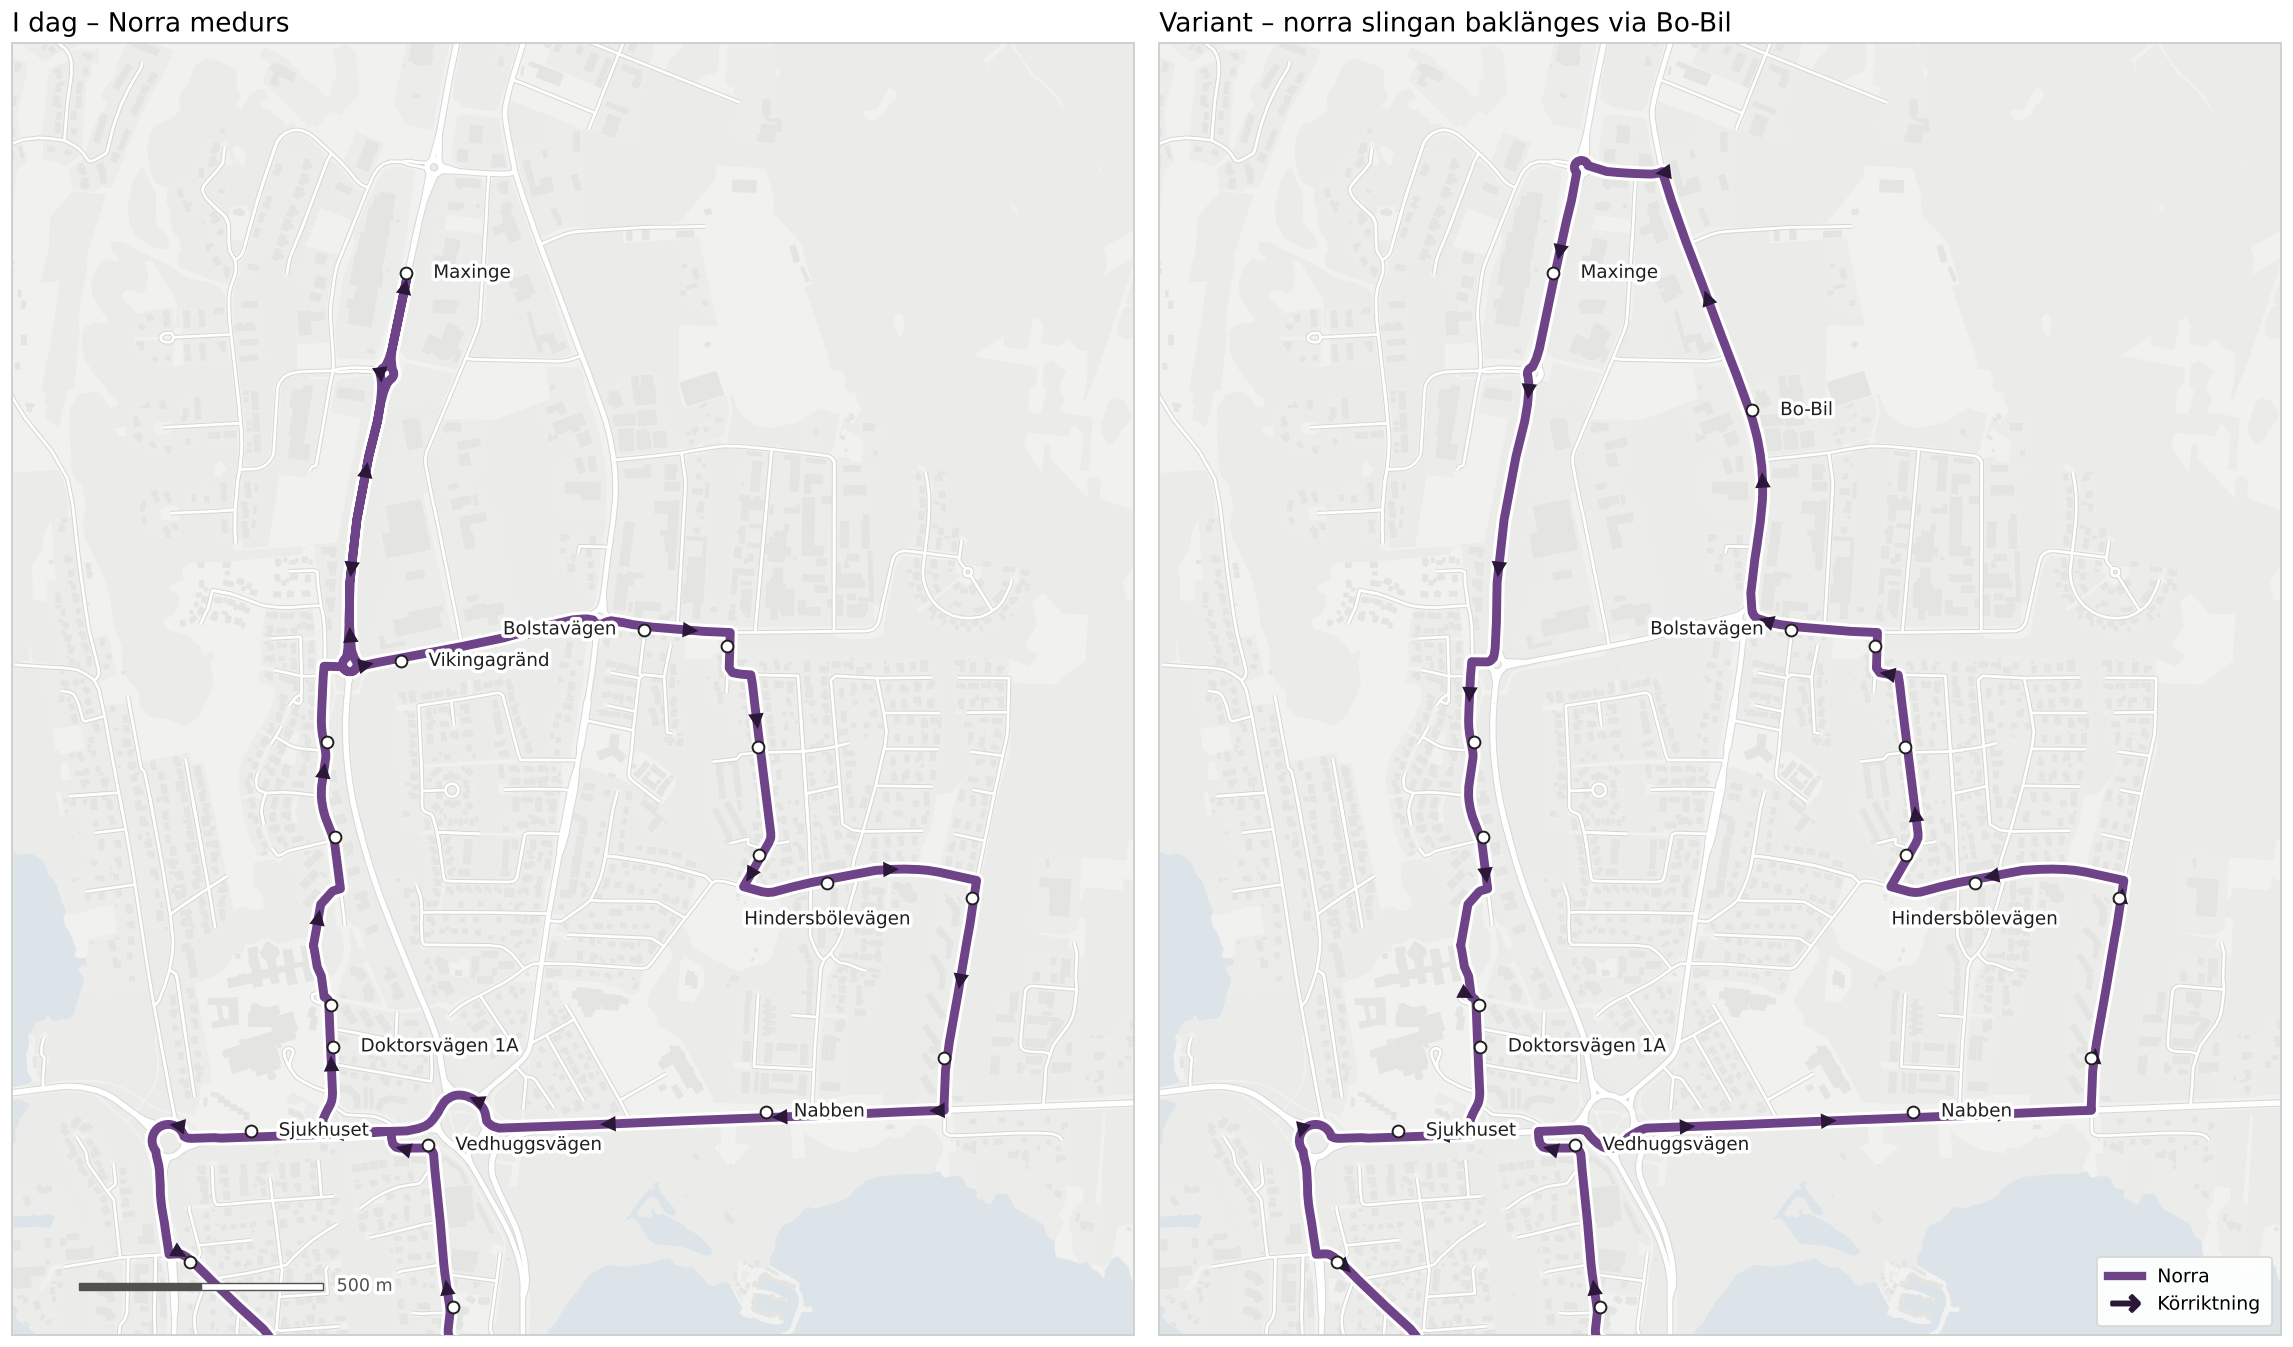 I dag – Norra medurs
Maxinge
Bolstavägen
Vikingagränd
Hindersbölevägen
Doktorsvägen 1A
Nabben
Sjukhuset
Vedhuggsvägen
500 m
Variant – norra slingan baklänges via Bo-Bil
Maxinge
Bo-Bil
Bolstavägen
Hindersbölevägen
Doktorsvägen 1A
Nabben
Sjukhuset
Vedhuggsvägen
Norra
Körriktning